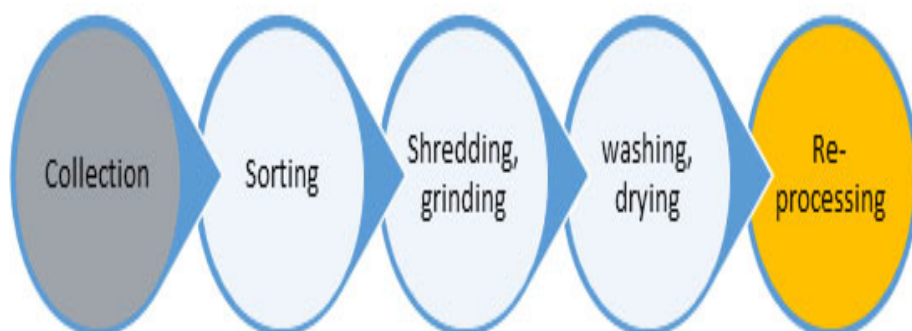 Collection
Sorting
Shredding,
grinding
washing,
drying
Re-
processing